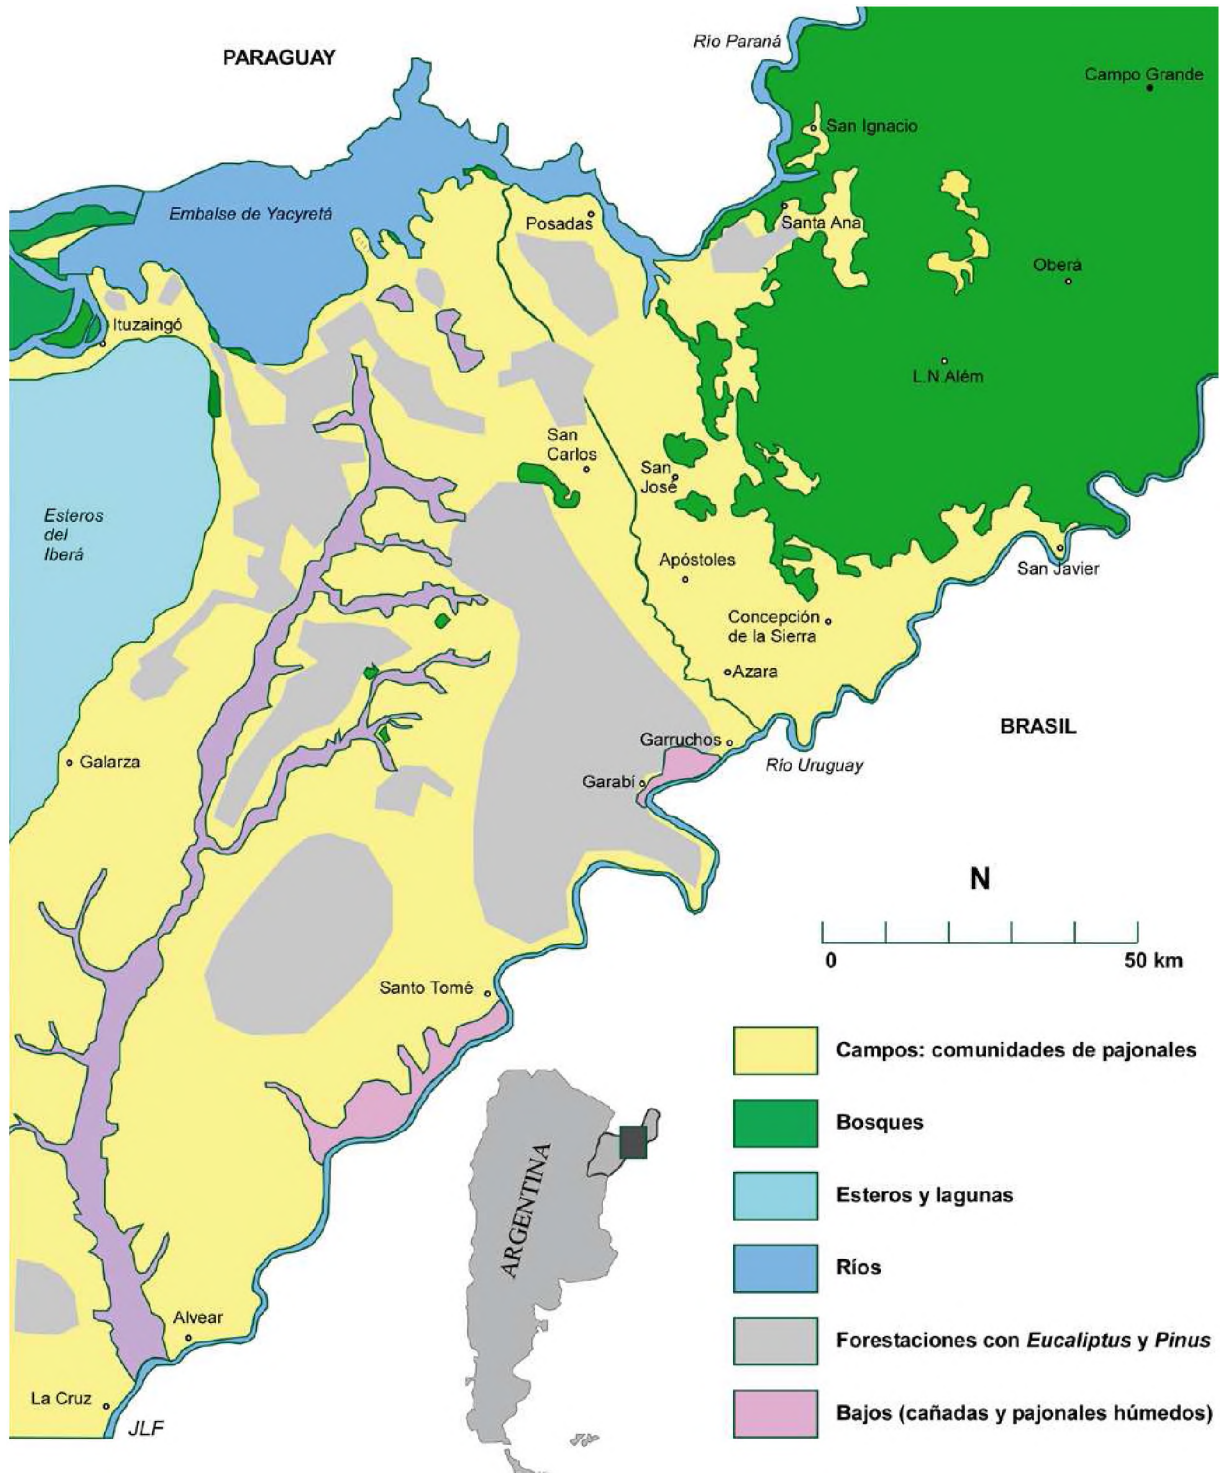 PARAGUAY
Río Paraná
Campo Grande
San Ignacio
Embalse de Yacyretá
Posadas
Santa Ana
Oberá
Ituzaingó
L.N.Além
San
Carlos
San
José
Esteros
del
Iberá
Apóstoles
San Javier
Concepción
de la Sierra
Azara
BRASIL
Garruchos
Galarza
Río Uruguay
Garabí
N
0 50 km
Santo Tomé
Campos: comunidades de pajonales
Bosques
ARGENTINA
Esteros y lagunas
Ríos
Alvear
Forestaciones con Eucaliptus y Pinus
La Cruz
Bajos (cañadas y pajonales húmedos)
JLF